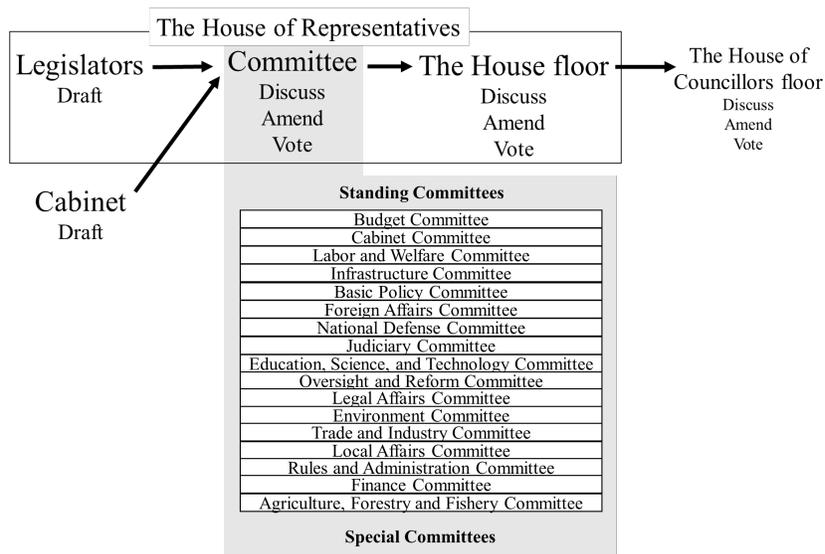 The House of Representatives
Legislators
Draft
Committee
Discuss
Amend
Vote
The House floor
Discuss
Amend
Vote
The House of
Councillors floor
Discuss
Amend
Vote
Cabinet
Draft
Standing Committees
Budget Committee
Cabinet Committee
Labor and Welfare Committee
Infrastructure Committee
Basic Policy Committee
Foreign Affairs Committee
National Defense Committee
Judiciary Committee
Education, Science, and Technology Committee
Oversight and Reform Committee
Legal Affairs Committee
Environment Committee
Trade and Industry Committee
Local Affairs Committee
Rules and Administration Committee
Finance Committee
Agriculture, Forestry and Fishery Committee
Special Committees